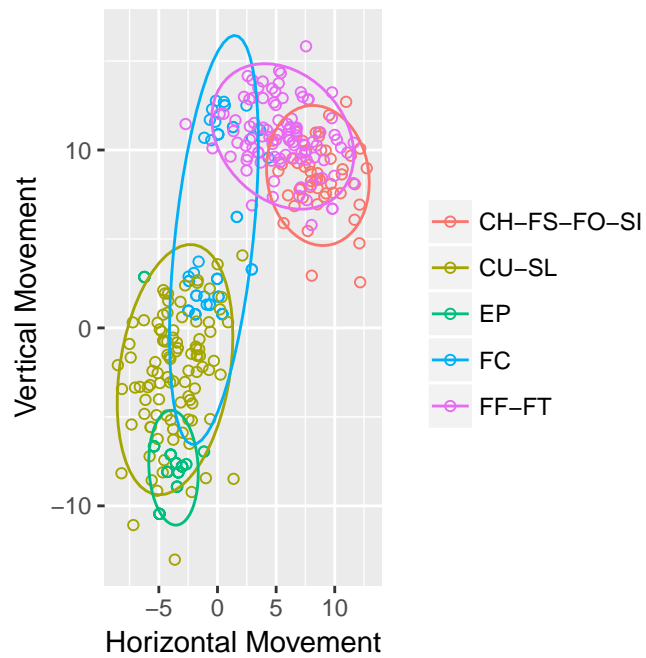 Vertical Movement
10
0
−10
−5
0
5
10
Horizontal Movement
CH−FS−FO−SI
CU−SL
EP
FC
FF−FT